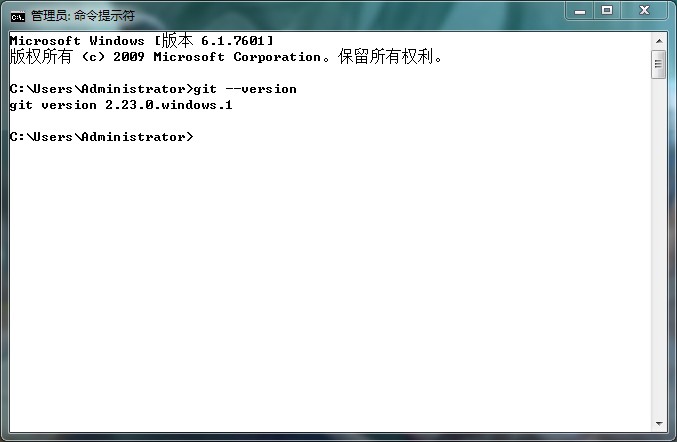 管理员: 命令提示符
Microsoft Windows [版本 6.1.7601]
版权所有 (c) 2009 Microsoft Corporation。保留所有权利。
C:\Users\Administrator>git --version
git version 2.23.0.windows.1
C:\Users\Administrator>